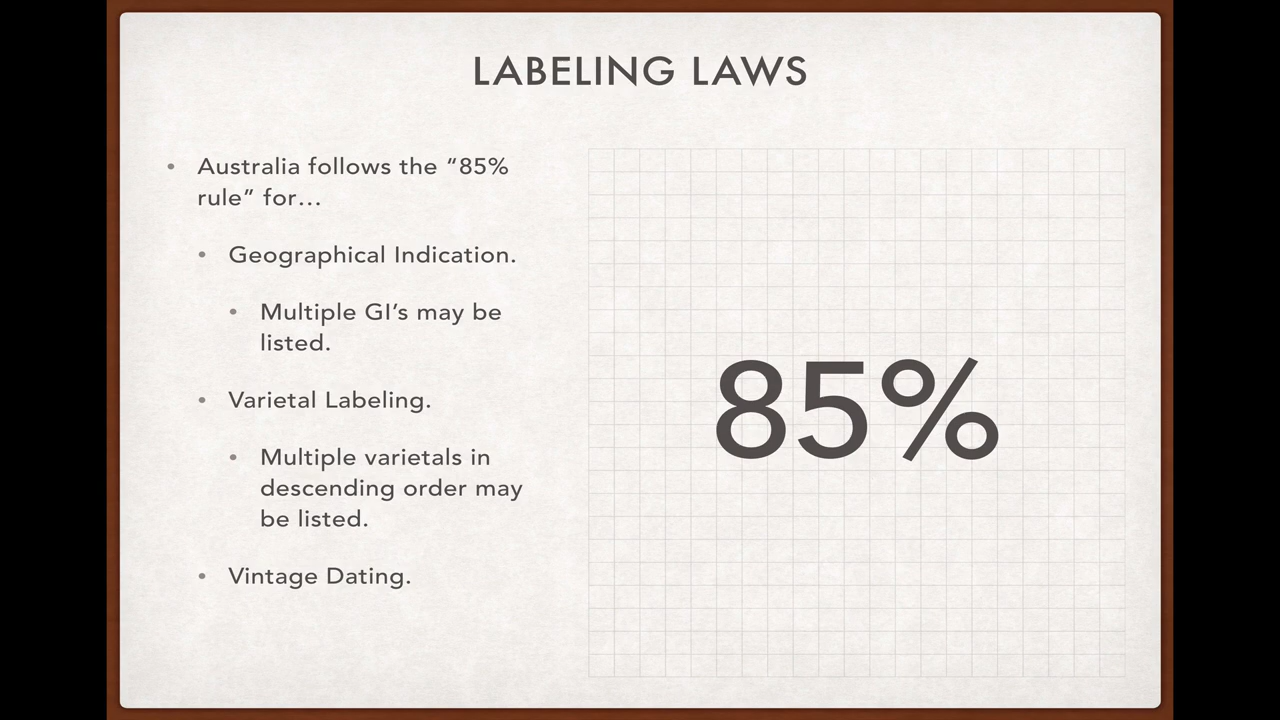 LABELING LAWS
• Australia follows the “85%
rule” for…
• Geographical Indication.
• Multiple GI’s may be
listed.
• Varietal Labeling.
• Multiple varietals in
descending order may
be listed.
• Vintage Dating.
85%